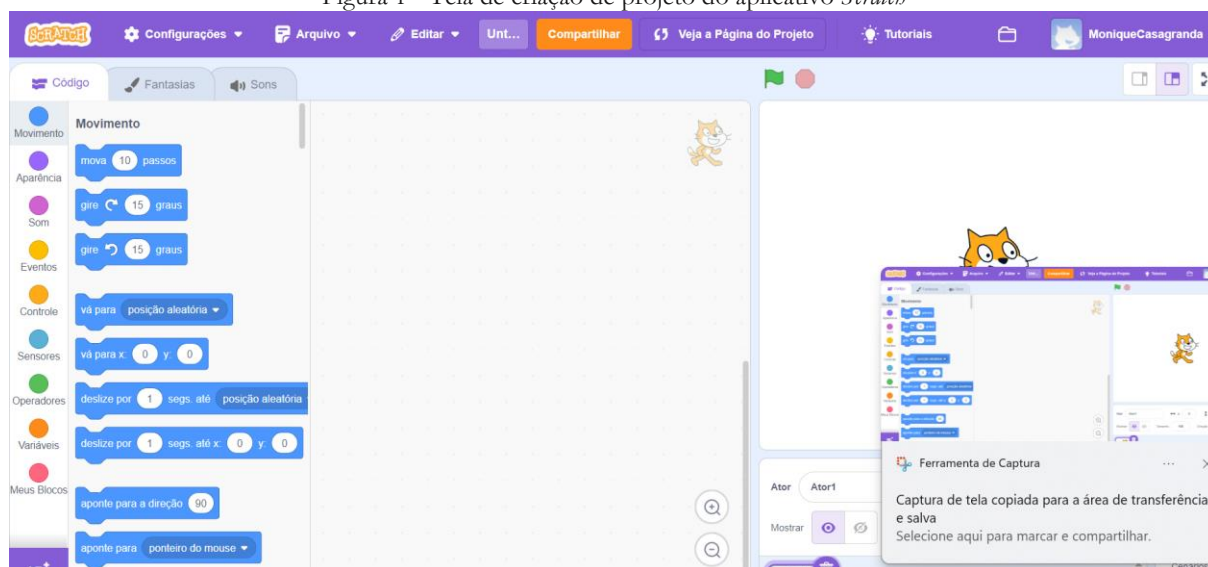 Figura 1 - Tela de criação de projeto do aplicativo Scratch
SCRATCH Configurações Arquivo Editar Unt... Compartilhar Veja a Página do Projeto Tutoriais MoniqueCasagranda
Código Fantasias Sons
Movimento
Aparência
Som
Eventos
Controle
Sensores
Operadores
Variáveis
Meus Blocos
Movimento
mova 10 passos
gire 15 graus
gire 15 graus
vá para posição aleatória
vá para x: 0 y: 0
deslize por 1 segs. até posição aleatória
deslize por 1 segs. até x: 0 y: 0
aponte para a direção 90
aponte para ponteiro do mouse
Ator Ator1
Mostrar
Ferramenta de Captura
Captura de tela copiada para a área de transferência
e salva
Selecione aqui para marcar e compartilhar.